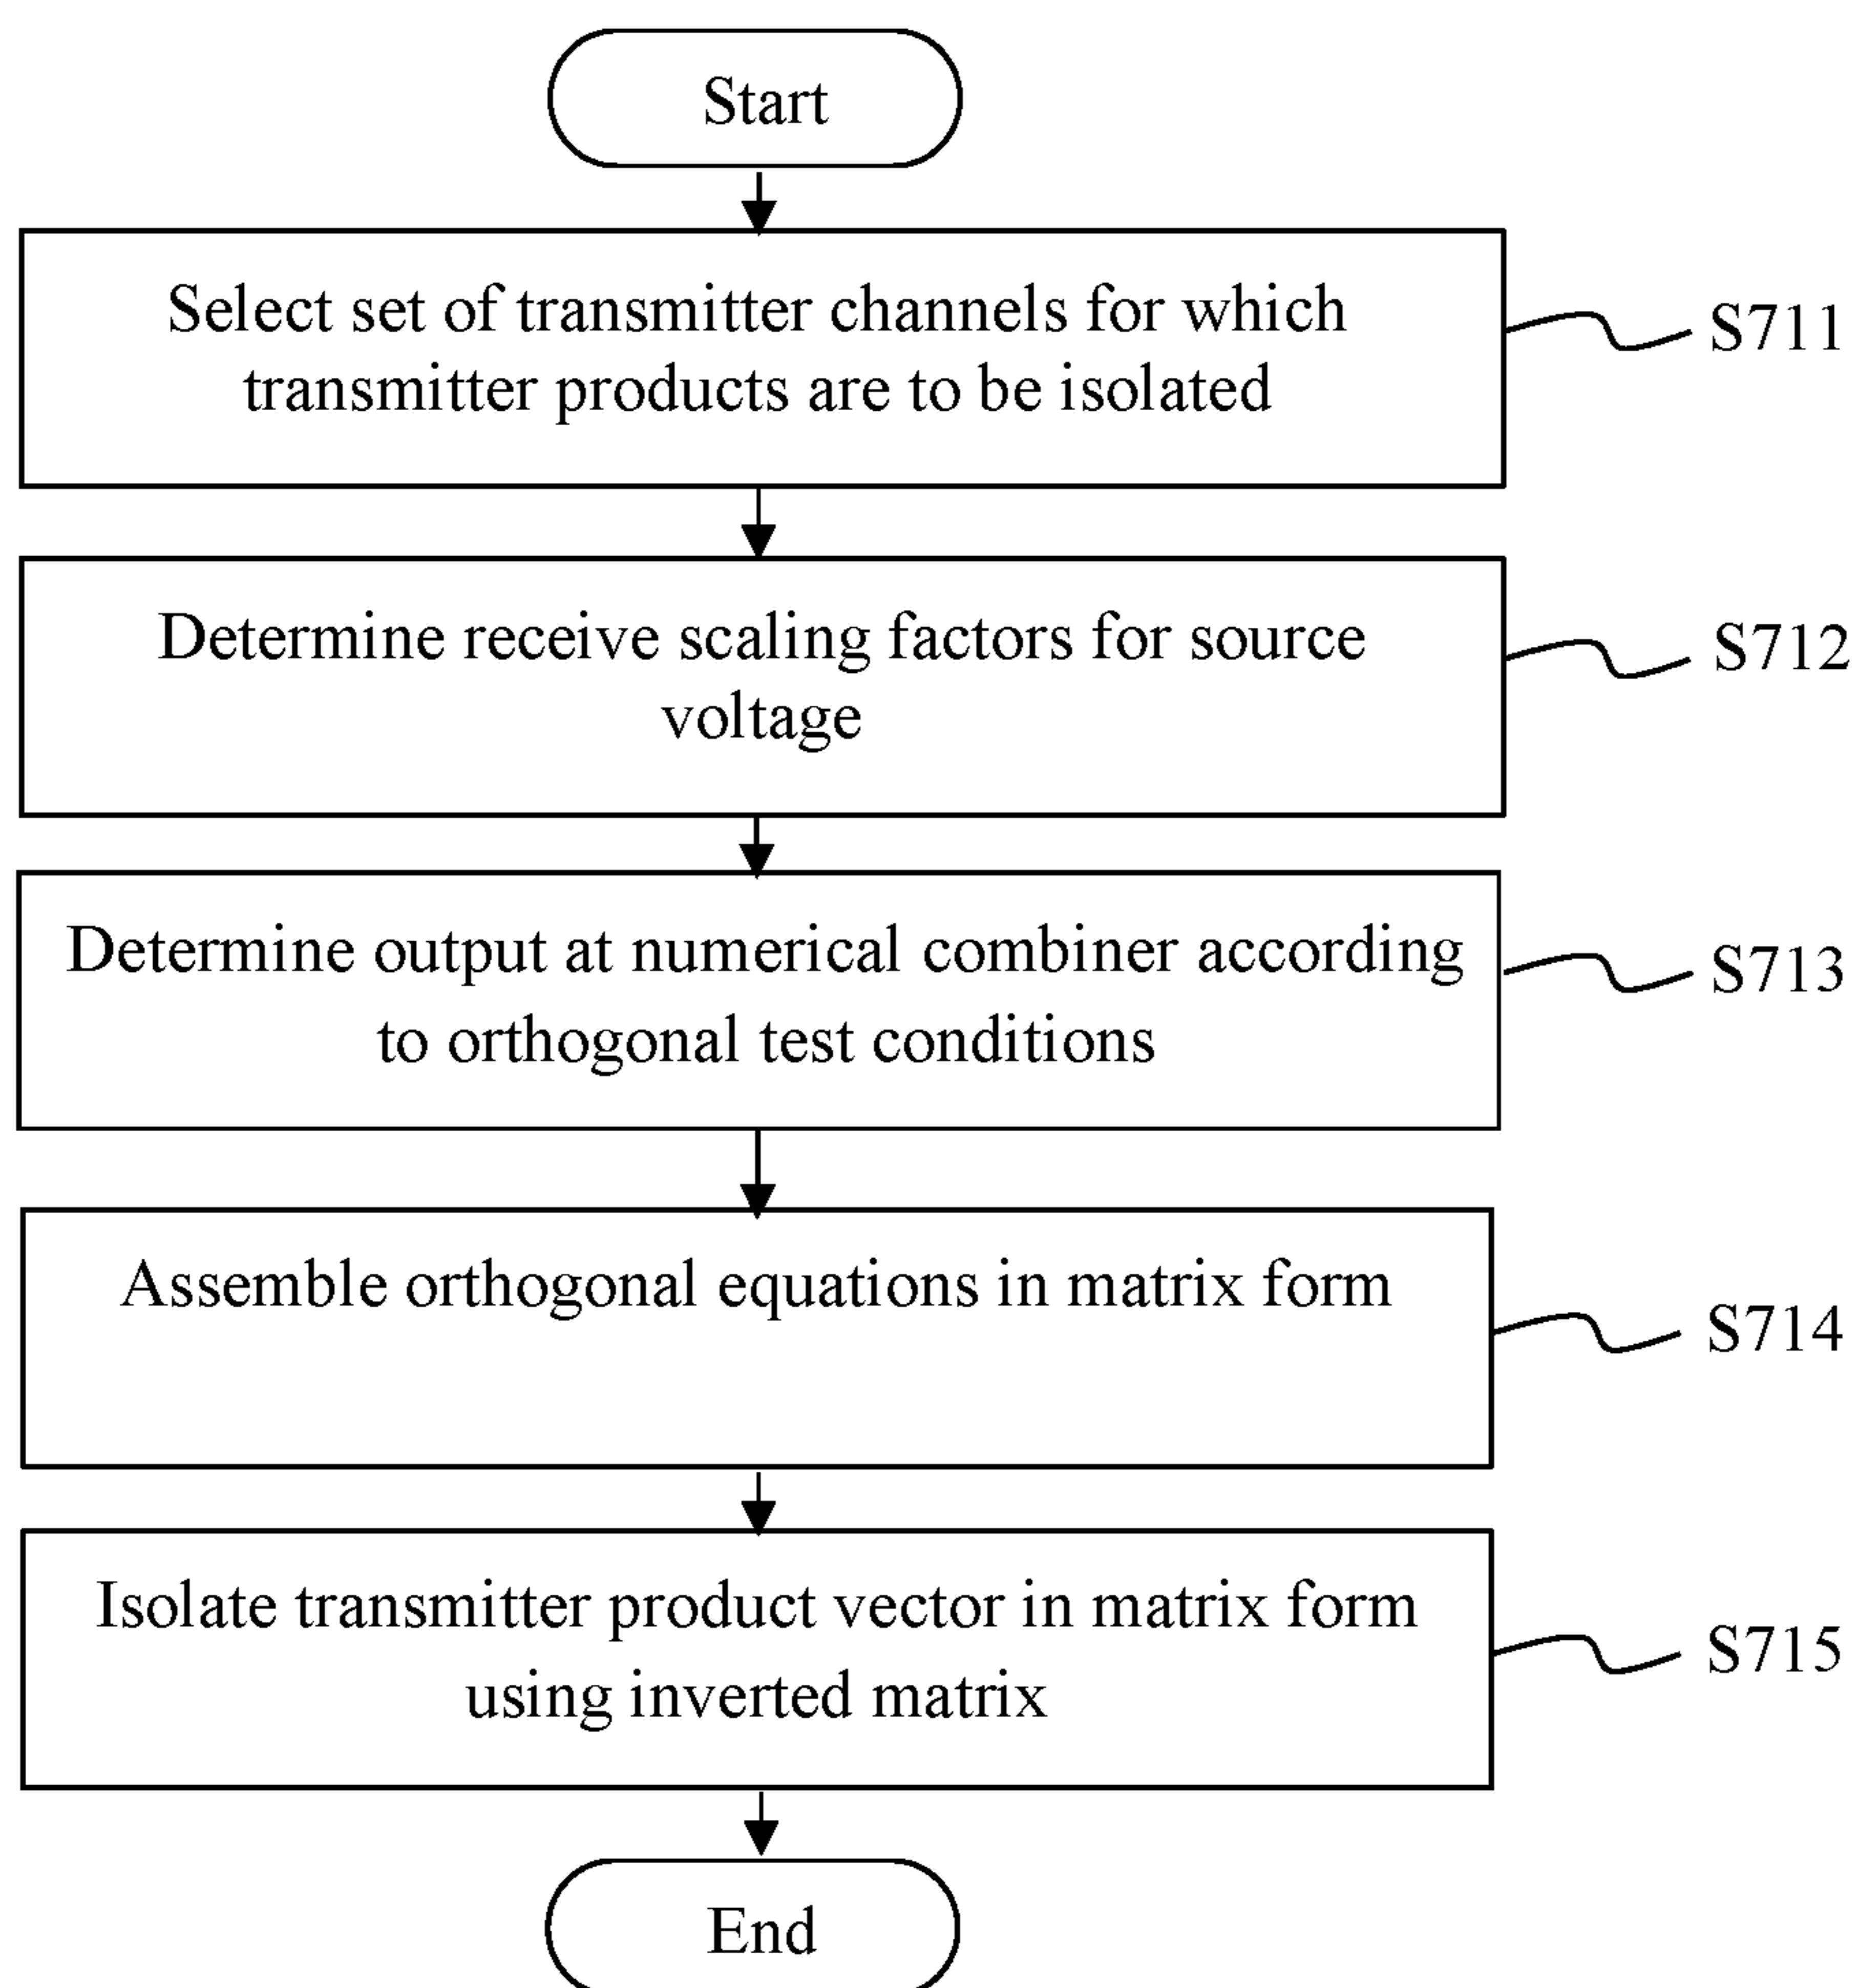 Start
Select set of transmitter channels for which
transmitter products are to be isolated
S711
Determine receive scaling factors for source
voltage
S712
Determine output at numerical combiner according
to orthogonal test conditions
S713
Assemble orthogonal equations in matrix form
S714
Isolate transmitter product vector in matrix form
using inverted matrix
S715
End